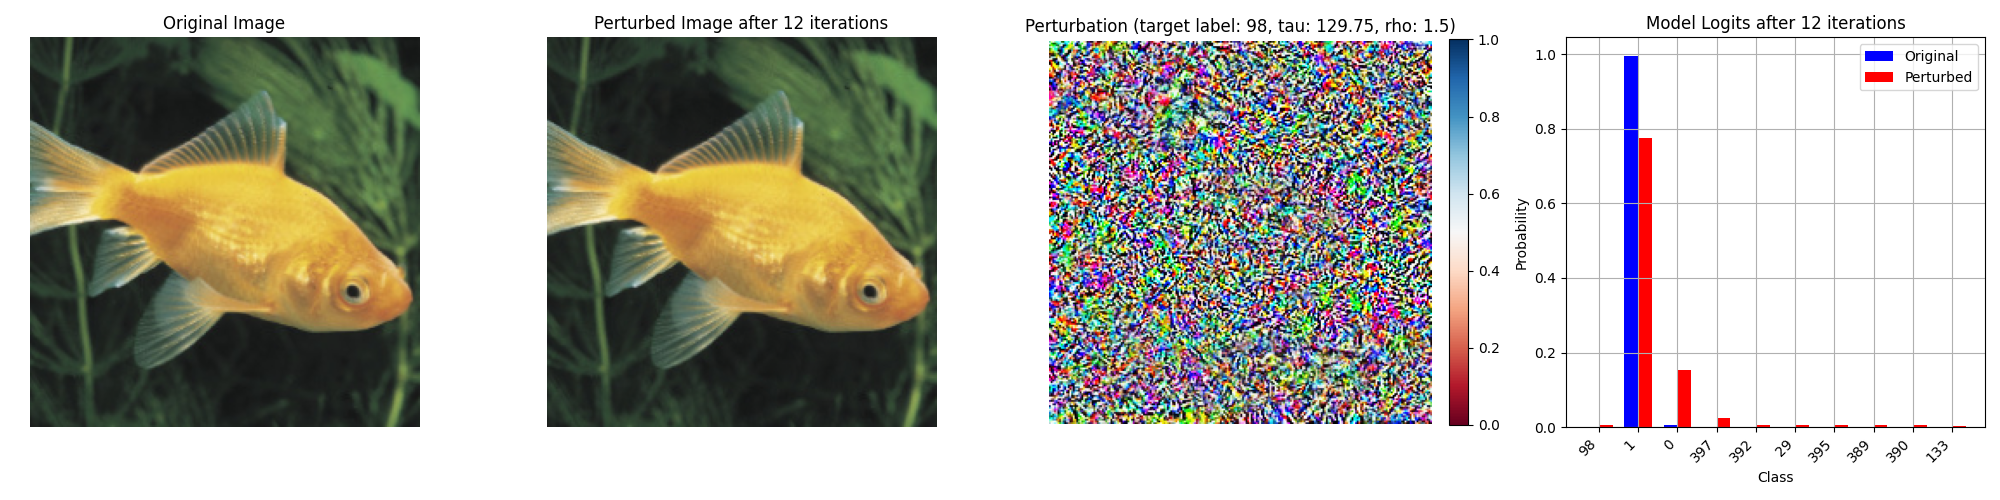 Original Image
Perturbed Image after 12 iterations
Perturbation (target label: 98, tau: 129.75, rho: 1.5)
1.0
0.8
0.6
0.4
0.2
0.0
Model Logits after 12 iterations
Original
Perturbed
Probability
1.0
0.8
0.6
0.4
0.2
0.0
98
1
0
397
392
29
395
389
390
133
Class